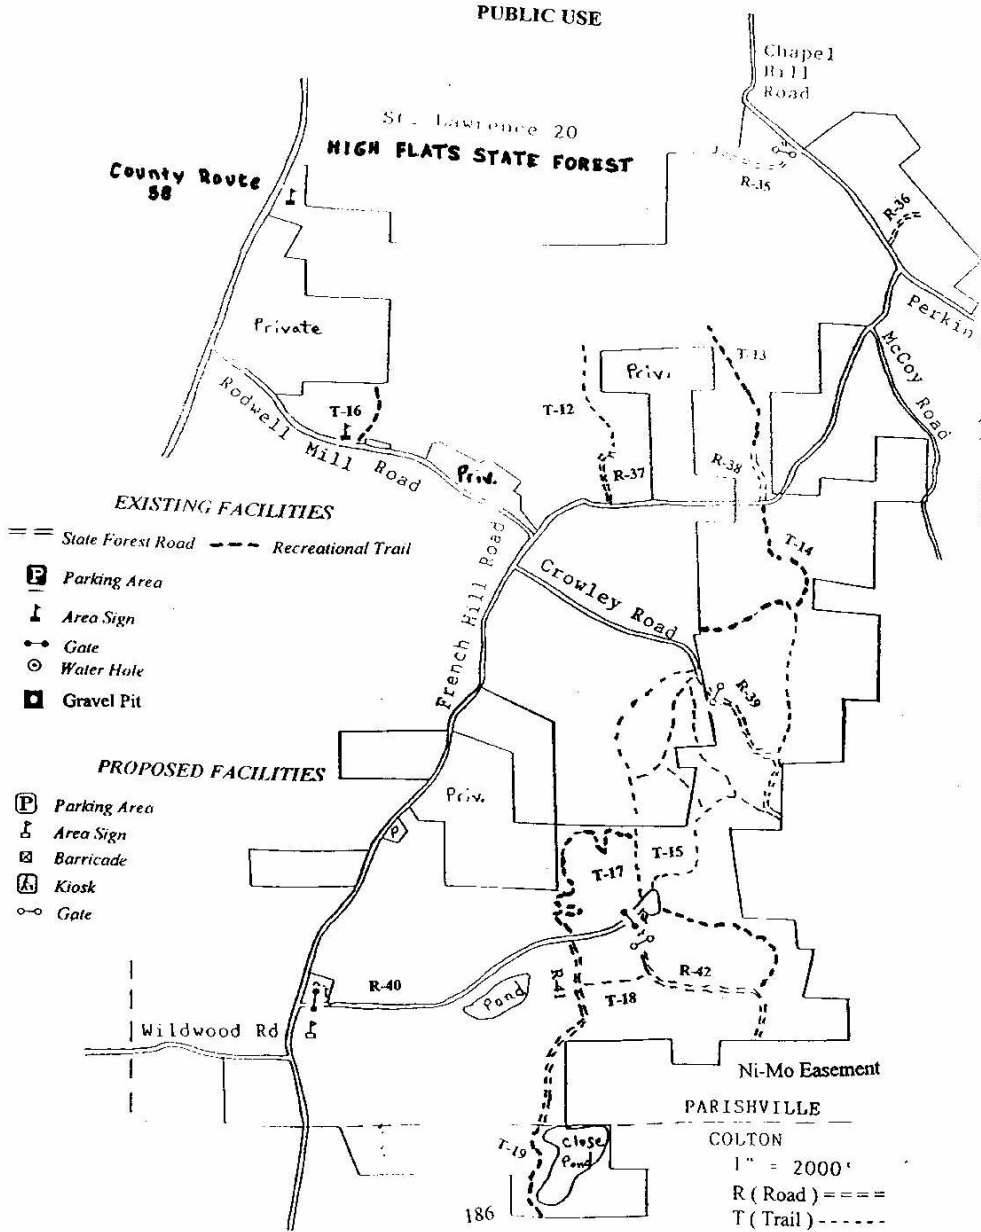 PUBLIC USE
Chapel
Hill
Road
St. Lawrence 20
HIGH FLATS STATE FOREST
County Route
58
R-35
R-36
Perkin
McCoy Road
Private
Priv.
T-13
T-12
T-16
Rodwell Mill Road
Priv.
R-37
R-38
EXISTING FACILITIES
State Forest Road
Recreational Trail
P Parking Area
Area Sign
Gate
Water Hole
Gravel Pit
French Hill Road
Crowley Road
T-14
R-39
PROPOSED FACILITIES
P Parking Area
Area Sign
Barricade
Kiosk
Gate
Priv.
P
T-15
T-17
R-40
R-41
R-42
T-18
Pond
Wildwood Rd
Ni-Mo Easement
PARISHVILLE
COLTON
1" = 2000'
R ( Road ) ====
T ( Trail ) ------
T-19
Close
Pond
186